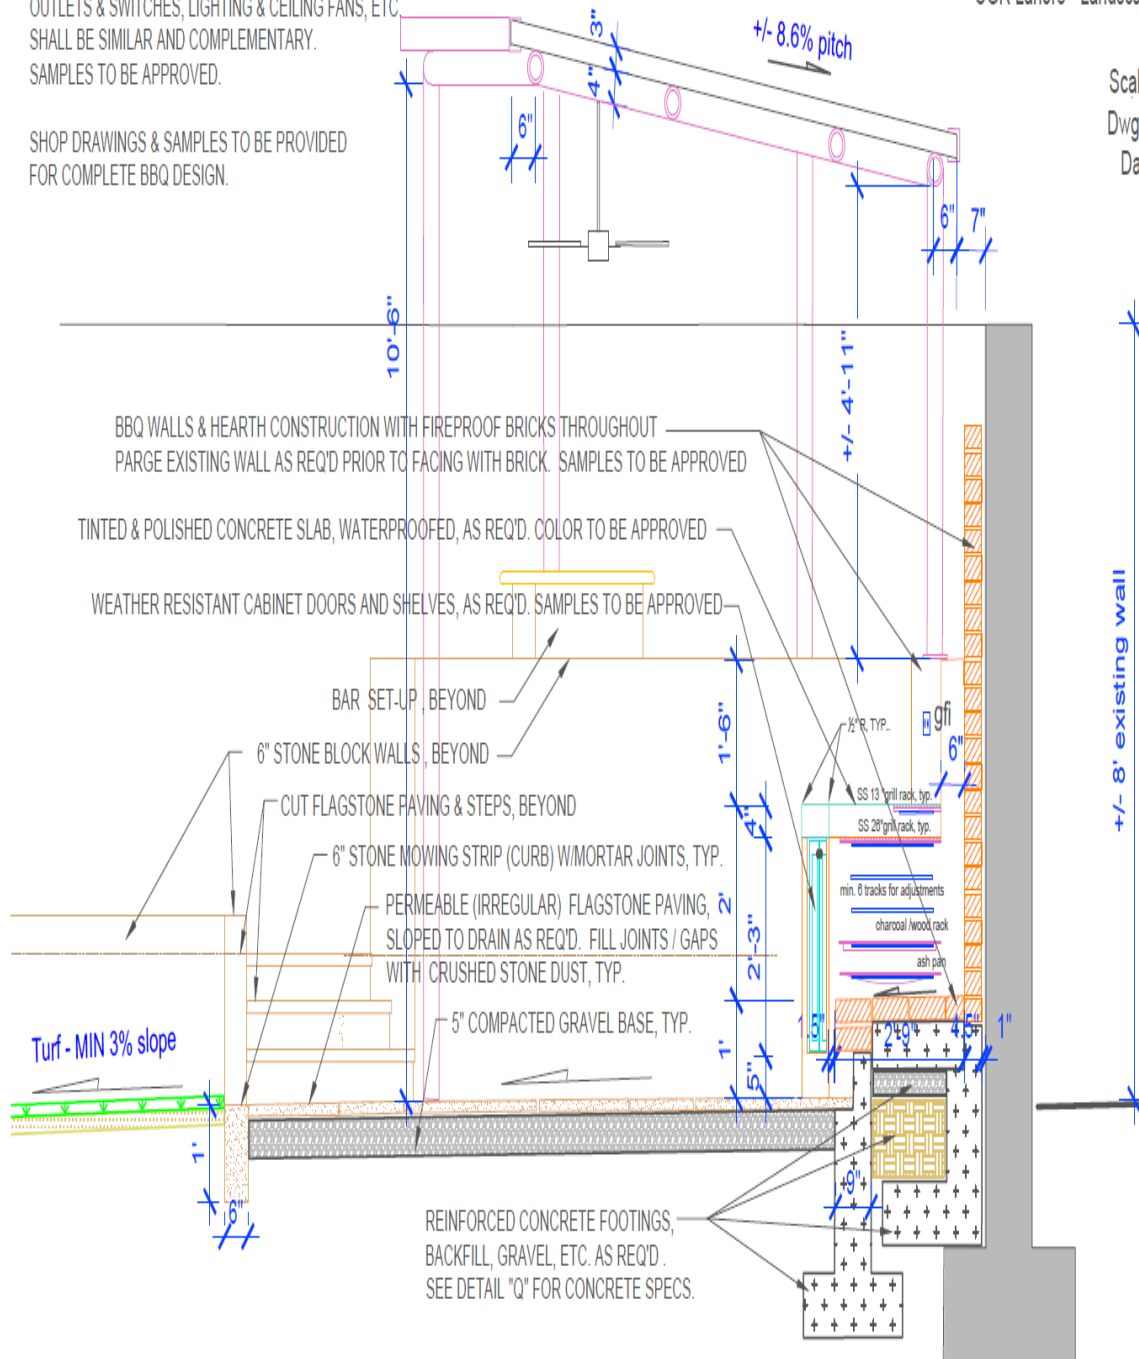 OUTLETS & SWITCHES, LIGHTING & CEILING FANS, ETC.
SHALL BE SIMILAR AND COMPLEMENTARY.
SAMPLES TO BE APPROVED.
SHOP DRAWINGS & SAMPLES TO BE PROVIDED
FOR COMPLETE BBQ DESIGN.
Scal
Dwg
Da
3"
4"
+/- 8.6% pitch
6"
6"
7"
10'-6"
+/- 4'-11"
BBQ WALLS & HEARTH CONSTRUCTION WITH FIREPROOF BRICKS THROUGHOUT
PARGE EXISTING WALL AS REQ'D PRIOR TO FACING WITH BRICK. SAMPLES TO BE APPROVED
TINTED & POLISHED CONCRETE SLAB, WATERPROOFED, AS REQ'D. COLOR TO BE APPROVED
WEATHER RESISTANT CABINET DOORS AND SHELVES, AS REQ'D. SAMPLES TO BE APPROVED
+/- 8' existing wall
BAR SET-UP, BEYOND
6" STONE BLOCK WALLS, BEYOND
CUT FLAGSTONE PAVING & STEPS, BEYOND
6" STONE MOWING STRIP (CURB) W/MORTAR JOINTS, TYP.
PERMEABLE (IRREGULAR) FLAGSTONE PAVING,
SLOPED TO DRAIN AS REQ'D. FILL JOINTS / GAPS
WITH CRUSHED STONE DUST, TYP.
5" COMPACTED GRAVEL BASE, TYP.
1'-6"
½" R, TYP..
gfi
6"
4"
SS 13"grill rack, typ.
SS 26"grill rack, typ.
min. 6 tracks for adjustments
charcoal /wood rack
ash pan
2'
2'-3"
1'
5"
1.5"
2'-9"
4.5"
1"
Turf - MIN 3% slope
1'
6"
9"
REINFORCED CONCRETE FOOTINGS,
BACKFILL, GRAVEL, ETC. AS REQ'D .
SEE DETAIL "Q" FOR CONCRETE SPECS.